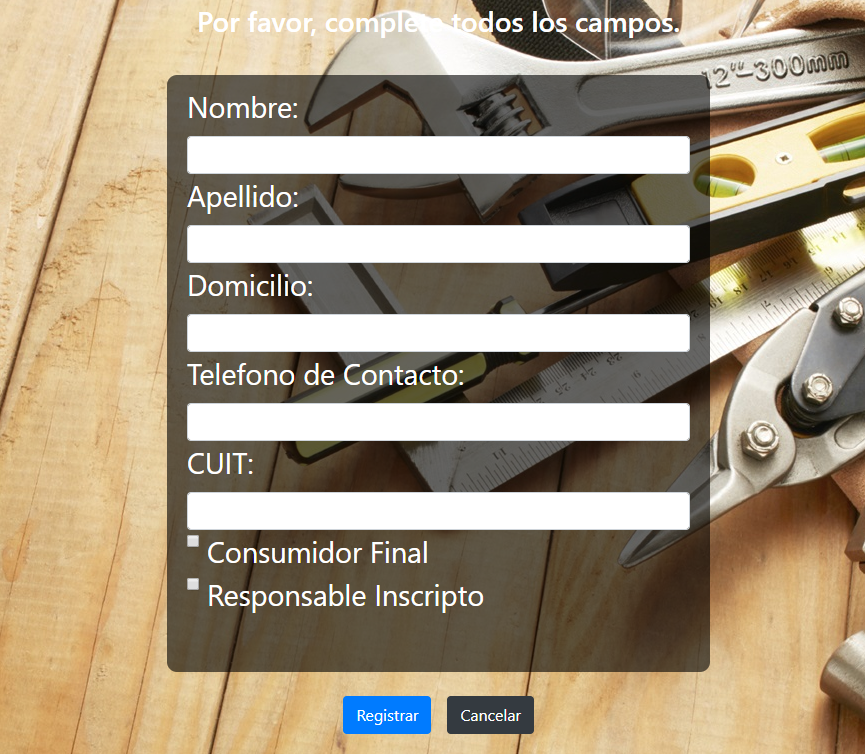 Por favor, complete todos los campos.
12"-300mm
Nombre:
Apellido:
Domicilio:
Telefono de Contacto:
CUIT:
Consumidor Final
Responsable Inscripto
Registrar Cancelar